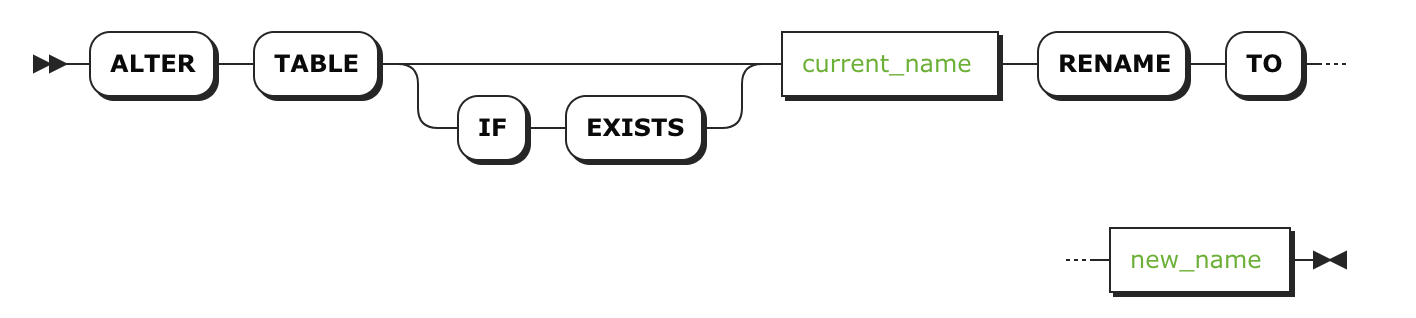 ALTER TABLE current_name RENAME TO
IF EXISTS
new_name